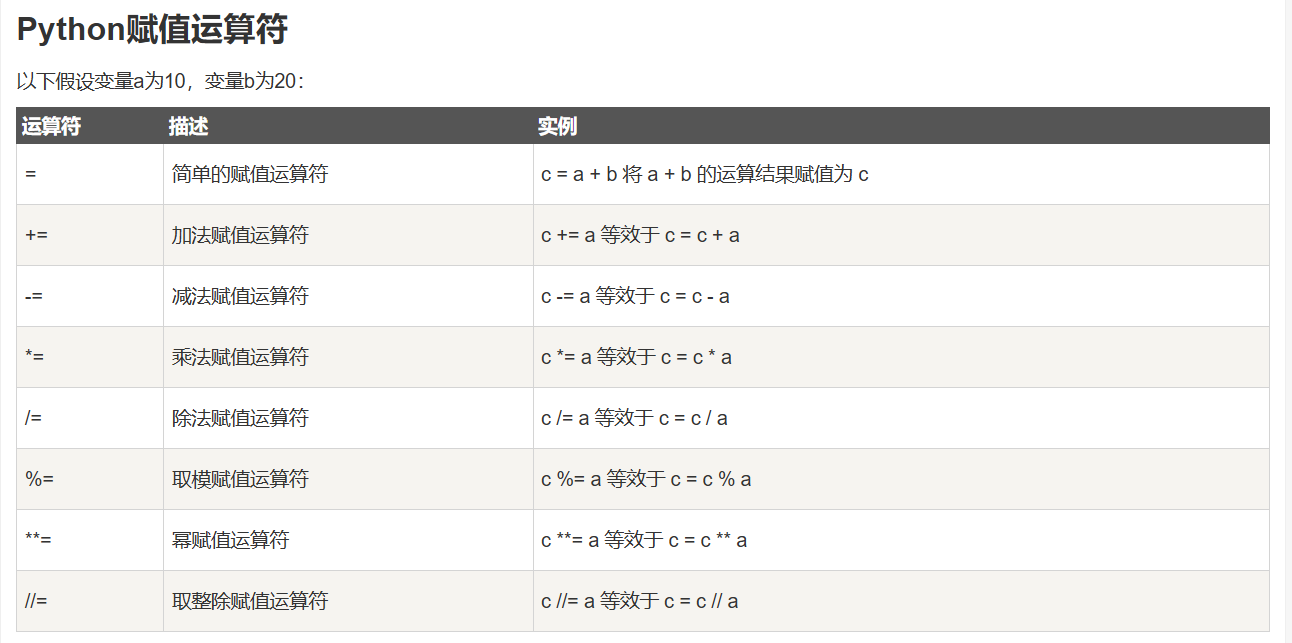 Python赋值运算符
以下假设变量a为10，变量b为20：
运算符 描述 实例
= 简单的赋值运算符 c = a + b 将 a + b 的运算结果赋值为 c
+= 加法赋值运算符 c += a 等效于 c = c + a
-= 减法赋值运算符 c -= a 等效于 c = c - a
*= 乘法赋值运算符 c *= a 等效于 c = c * a
/= 除法赋值运算符 c /= a 等效于 c = c / a
%= 取模赋值运算符 c %= a 等效于 c = c % a
**= 幂赋值运算符 c **= a 等效于 c = c ** a
//= 取整除赋值运算符 c //= a 等效于 c = c // a